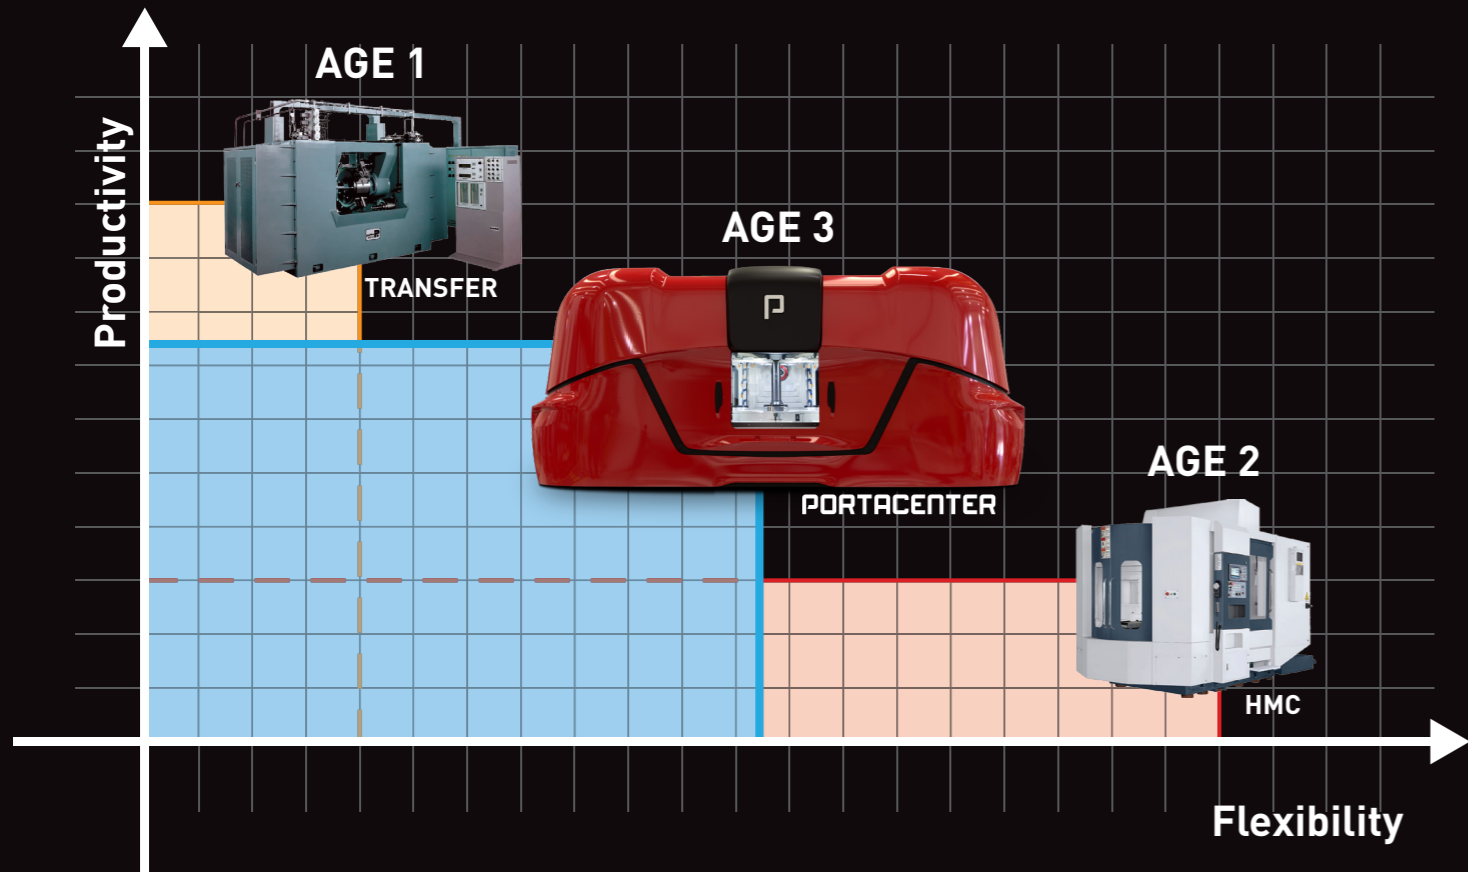 AGE 1
Productivity
TRANSFER
AGE 3
P
PORTACENTER
AGE 2
HMC
Flexibility